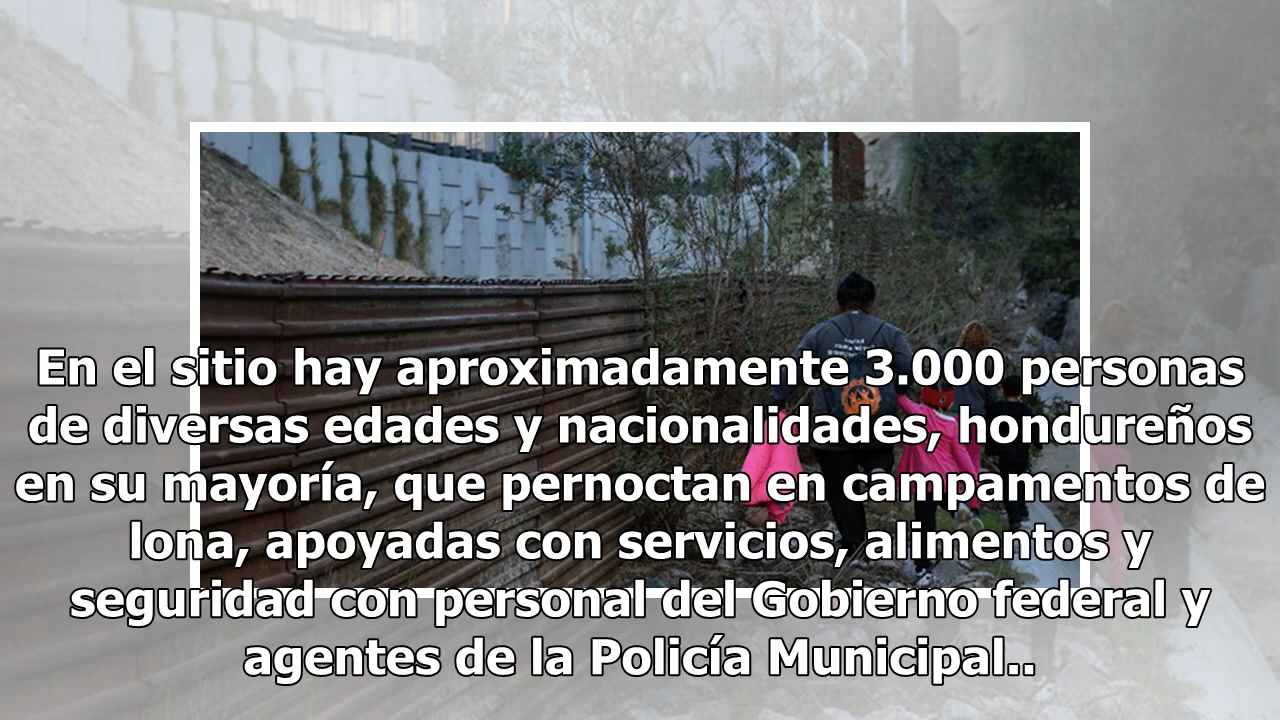 En el sitio hay aproximadamente 3.000 personas
de diversas edades y nacionalidades, hondureños
en su mayoría, que pernoctan en campamentos de
lona, apoyadas con servicios, alimentos y
seguridad con personal del Gobierno federal y
agentes de la Policía Municipal..